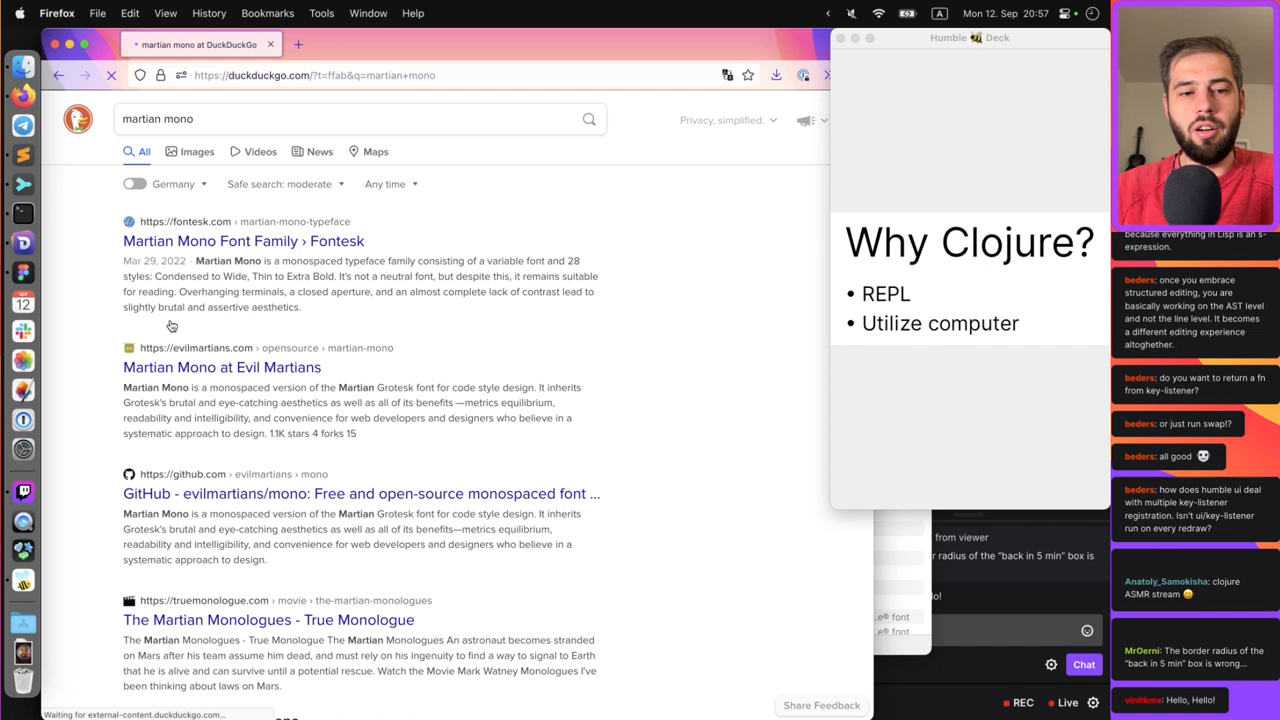 Firefox File Edit View History Bookmarks Tools Window Help
A Mon 12. Sep 20:57
martian mono at DuckDuckGo
https://duckduckgo.com/?t=ffab&q=martian+mono
martian mono
Privacy, simplified.
All Images Videos News Maps
Germany Safe search: moderate Any time
https://fontesk.com › martian-mono-typeface
Martian Mono Font Family › Fontesk
Mar 29, 2022 · Martian Mono is a monospaced typeface family consisting of a variable font and 28
styles: Condensed to Wide, Thin to Extra Bold. It's not a neutral font, but despite this, it remains suitable
for reading. Overhanging terminals, a closed aperture, and an almost complete lack of contrast lead to
slightly brutal and assertive aesthetics.
https://evilmartians.com › opensource › martian-mono
Martian Mono at Evil Martians
Martian Mono is a monospaced version of the Martian Grotesk font for code style design. It inherits
Grotesk's brutal and eye-catching aesthetics as well as all of its benefits —metrics equilibrium,
readability and intelligibility, and convenience for web developers and designers who believe in a
systematic approach to design. 1.1K stars 4 forks 15
https://github.com › evilmartians › mono
GitHub - evilmartians/mono: Free and open-source monospaced font ...
Martian Mono is a monospaced version of the Martian Grotesk font for code style design. It inherits
Grotesk's brutal and eye-catching aesthetics as well as all of its benefits—metrics equilibrium,
readability and intelligibility, and convenience for web developers and designers who believe in a
systematic approach to design.
https://truemonologue.com › movie › the-martian-monologues
The Martian Monologues - True Monologue
The Martian Monologues - True Monologue The Martian Monologues An astronaut becomes stranded
on Mars after his team assume him dead, and must rely on his ingenuity to find a way to signal to Earth
that he is alive and can survive until a potential rescue. Watch the Movie Mark Watney Monologues I've
been thinking about laws on Mars.
Share Feedback
Waiting for external-content.duckduckgo.com...
SEP
12
Humble 🐝 Deck
Why Clojure?
• REPL
• Utilize computer
from viewer
r radius of the "back in 5 min" box is
lo!
.e® font
.e® font
Chat
REC Live
because everything in Lisp is an s-
expression.
beders: once you embrace
structured editing, you are
basically working on the AST level
and not the line level. It becomes
a different editing experience
altoghether.
beders: do you want to return a fn
from key-listener?
beders: or just run swap!?
beders: all good
beders: how does humble ui deal
with multiple key-listener
registration. Isn't ui/key-listener
run on every redraw?
Anatoly_Samokisha: clojure
ASMR stream 😄
MrOerni: The border radius of the
"back in 5 min" box is wrong...
vinitkme: Hello, Hello!